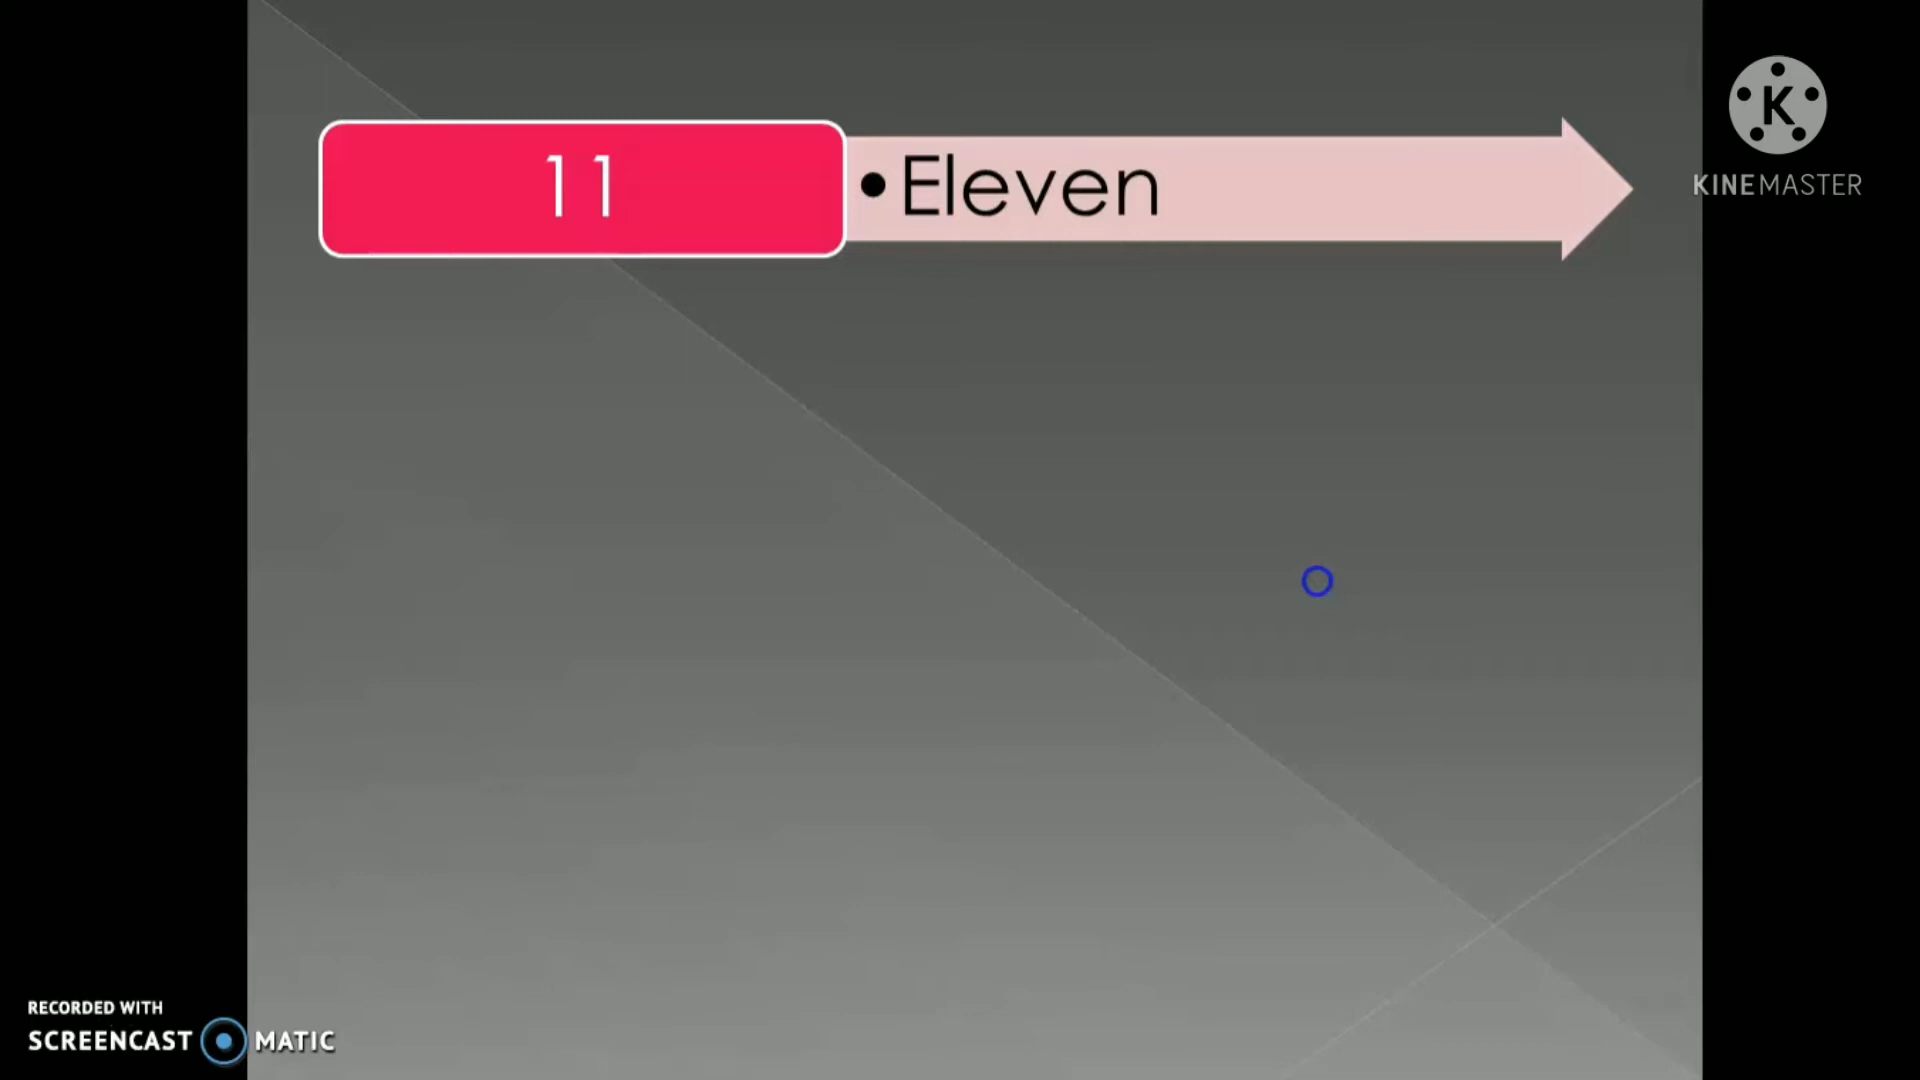 11
•Eleven
K
KINEMASTER
RECORDED WITH
SCREENCAST MATIC